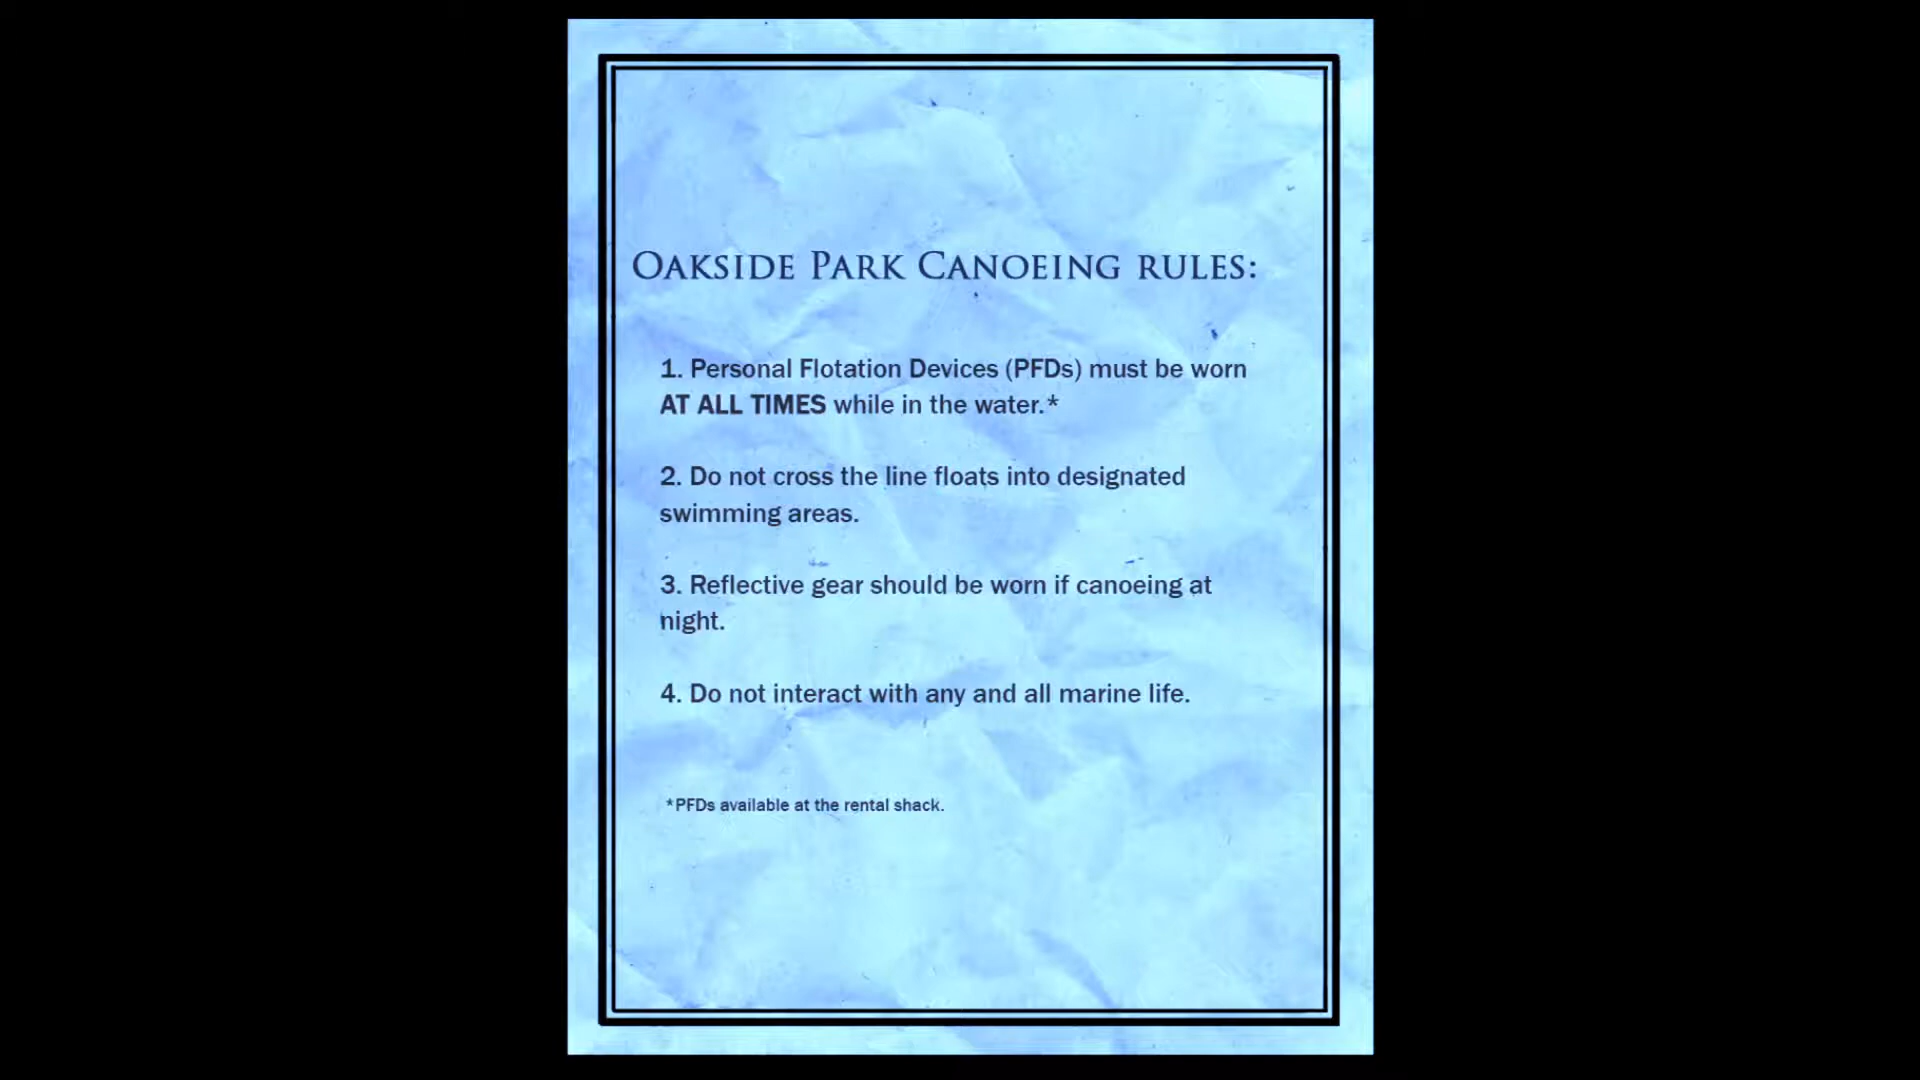 Oakside Park Canoeing rules:
1. Personal Flotation Devices (PFDs) must be worn
AT ALL TIMES while in the water.*
2. Do not cross the line floats into designated
swimming areas.
3. Reflective gear should be worn if canoeing at
night.
4. Do not interact with any and all marine life.
*PFDs available at the rental shack.